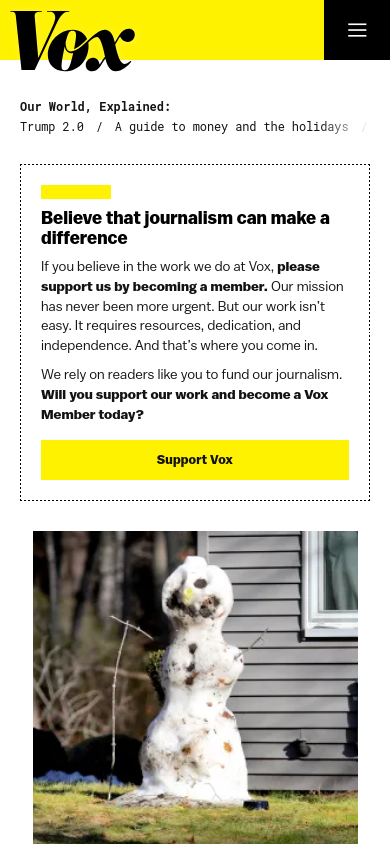 Vox
Our World, Explained:
Trump 2.0 / A guide to money and the holidays /
Believe that journalism can make a
difference
If you believe in the work we do at Vox, please
support us by becoming a member. Our mission
has never been more urgent. But our work isn't
easy. It requires resources, dedication, and
independence. And that's where you come in.
We rely on readers like you to fund our journalism.
Will you support our work and become a Vox
Member today?
Support Vox